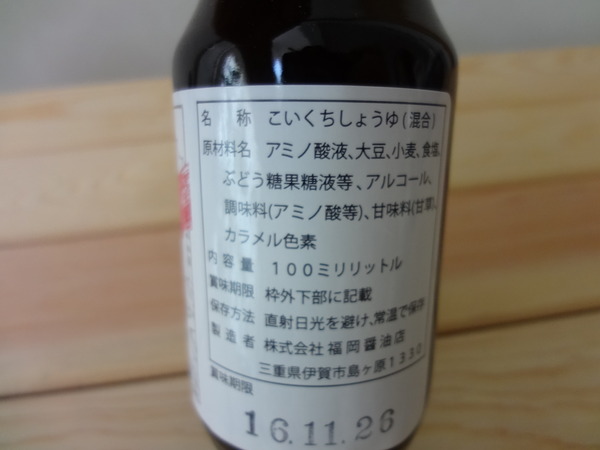 名称 こいくちしょうゆ(混合)
原材料名 アミノ酸液、大豆、小麦、食塩、
ぶどう糖果糖液等、アルコール、
調味料(アミノ酸等)、甘味料(甘草)、
カラメル色素
内容量 100ミリリットル
賞味期限 枠外下部に記載
保存方法 直射日光を避け、常温で保存
製造者 株式会社福岡醤油店
三重県伊賀市島ヶ原1330
賞味期限
16.11.26